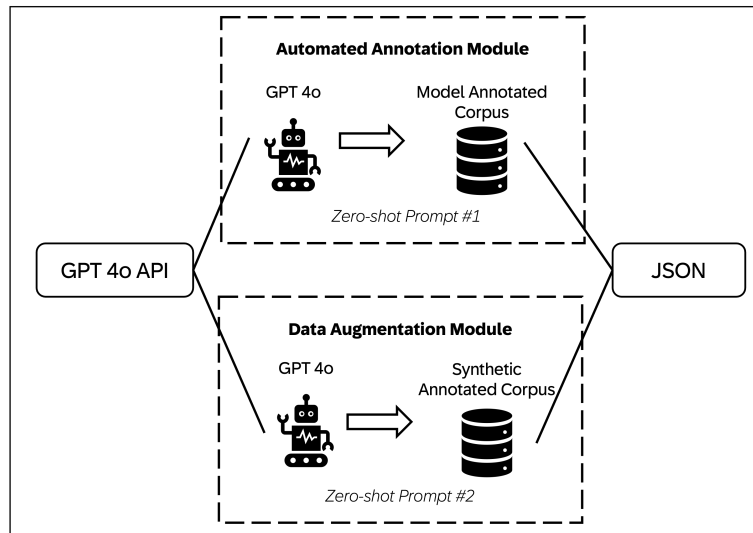 Automated Annotation Module
GPT 4o
Model Annotated
Corpus
Zero-shot Prompt #1
GPT 4o API
JSON
Data Augmentation Module
GPT 4o
Synthetic
Annotated Corpus
Zero-shot Prompt #2